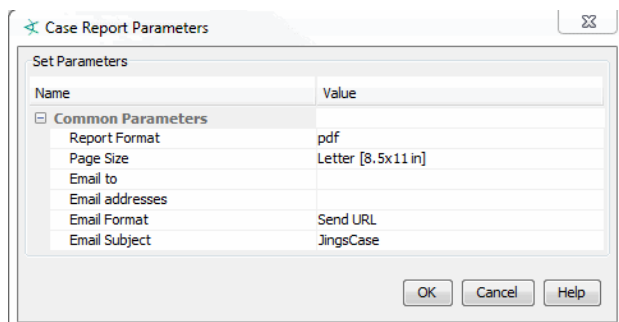 Case Report Parameters
Set Parameters
Name Value
Common Parameters
Report Format pdf
Page Size Letter [8.5x11 in]
Email to
Email addresses
Email Format Send URL
Email Subject JingsCase
OK Cancel Help